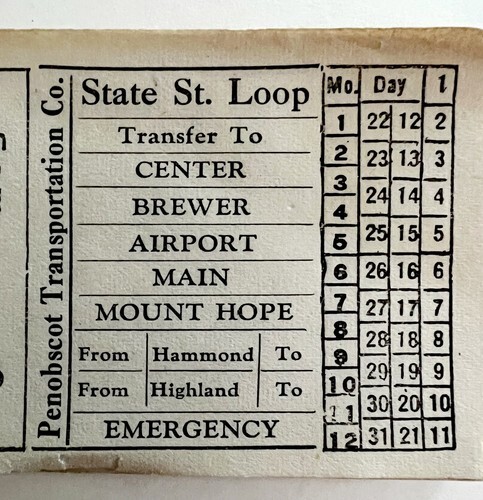 Penobscot Transportation Co.
State St. Loop
Transfer To
CENTER
BREWER
AIRPORT
MAIN
MOUNT HOPE
From Hammond To
From Highland To
EMERGENCY
Mo. Day 1
1 22 12 2
2 23 13 3
3 24 14 4
4 25 15 5
5 26 16 6
6 27 17 7
7 28 18 8
8 29 19 9
9 30 20 10
10 31 21 11
11
12